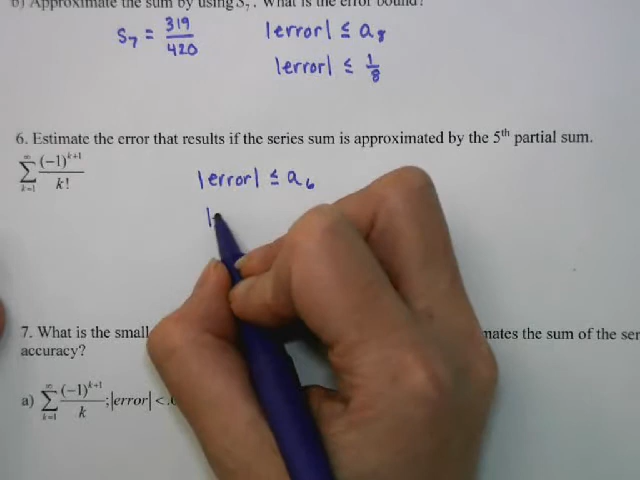 b) Approximate the sum by using S₇. What is the error bound?
S₇ = 319/420
|error| ≤ a₈
|error| ≤ 1/8
6. Estimate the error that results if the series sum is approximated by the 5th partial sum.
∑_{k=1}^{∞} (-1)^{k+1}/k!
|error| ≤ a₆
7. What is the small mates the sum of the ser
accuracy?
a) ∑_{k=1}^{∞} (-1)^{k+1}/k ;|error| <